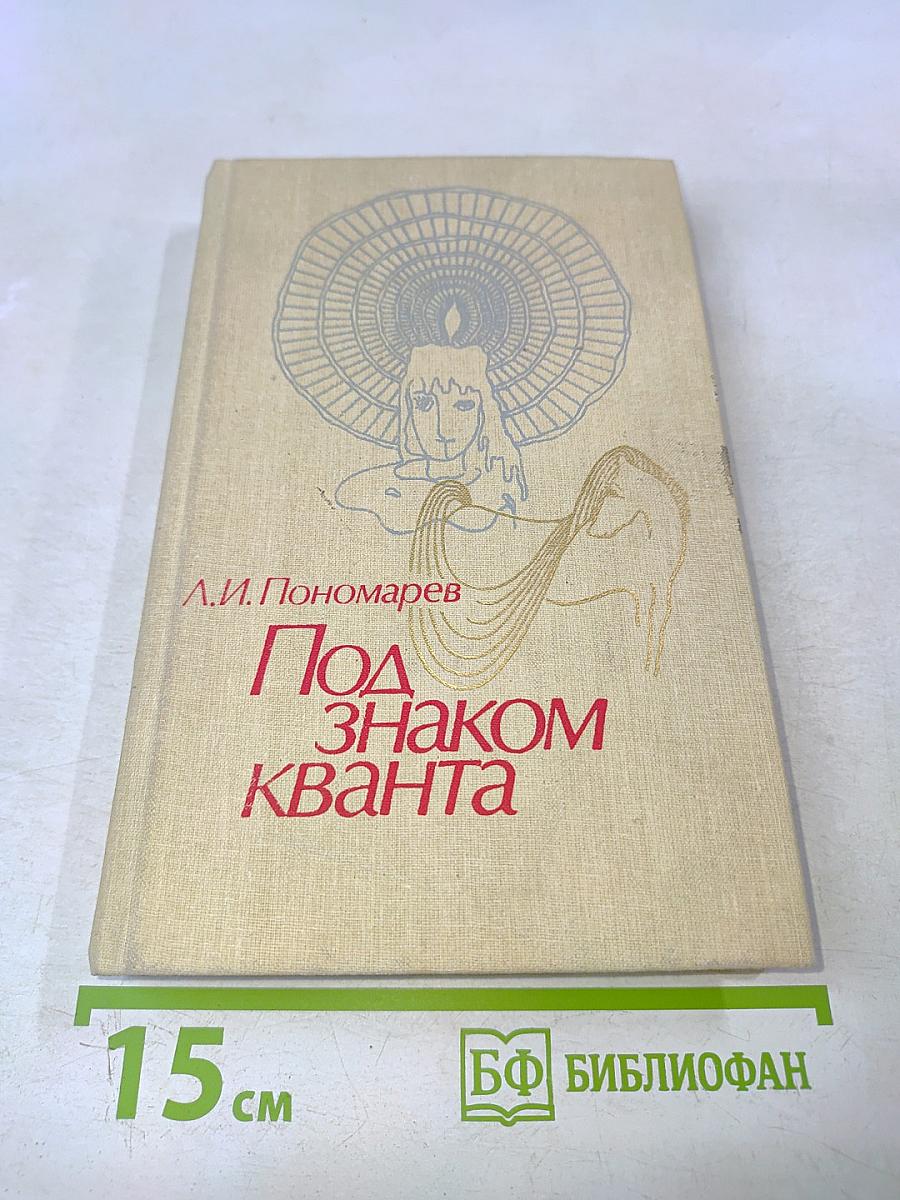 Л.И. Пономарев
Под
знаком
кванта
15 см
БФ БИБЛИОФАН